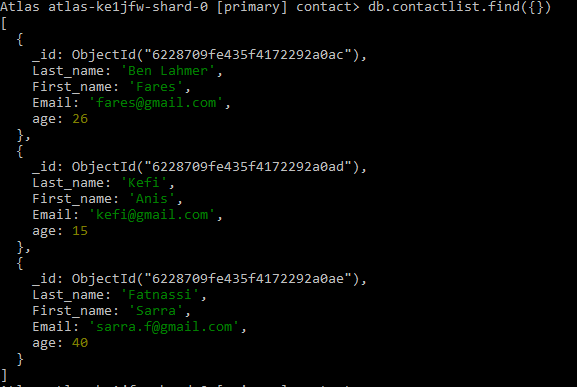 Atlas atlas-ke1jfw-shard-0 [primary] contact> db.contactlist.find({})
[
  {
    _id: ObjectId("6228709fe435f4172292a0ac"),
    Last_name: 'Ben Lahmer',
    First_name: 'Fares',
    Email: 'fares@gmail.com',
    age: 26
  },
  {
    _id: ObjectId("6228709fe435f4172292a0ad"),
    Last_name: 'Kefi',
    First_name: 'Anis',
    Email: 'kefi@gmail.com',
    age: 15
  },
  {
    _id: ObjectId("6228709fe435f4172292a0ae"),
    Last_name: 'Fatnassi',
    First_name: 'Sarra',
    Email: 'sarra.f@gmail.com',
    age: 40
  }
]